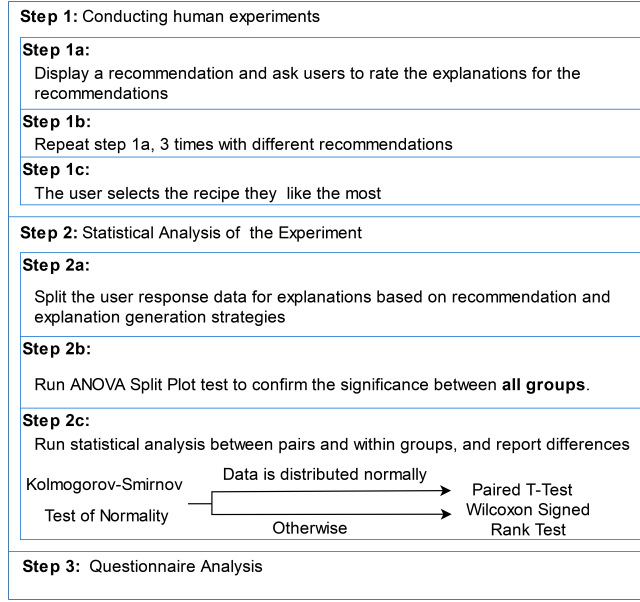 Step 1: Conducting human experiments
Step 1a:
Display a recommendation and ask users to rate the explanations for the
recommendations
Step 1b:
Repeat step 1a, 3 times with different recommendations
Step 1c:
The user selects the recipe they like the most
Step 2: Statistical Analysis of the Experiment
Step 2a:
Split the user response data for explanations based on recommendation and
explanation generation strategies
Step 2b:
Run ANOVA Split Plot test to confirm the significance between all groups.
Step 2c:
Run statistical analysis between pairs and within groups, and report differences
Kolmogorov-Smirnov
Test of Normality
Data is distributed normally
Otherwise
Paired T-Test
Wilcoxon Signed
Rank Test
Step 3: Questionnaire Analysis